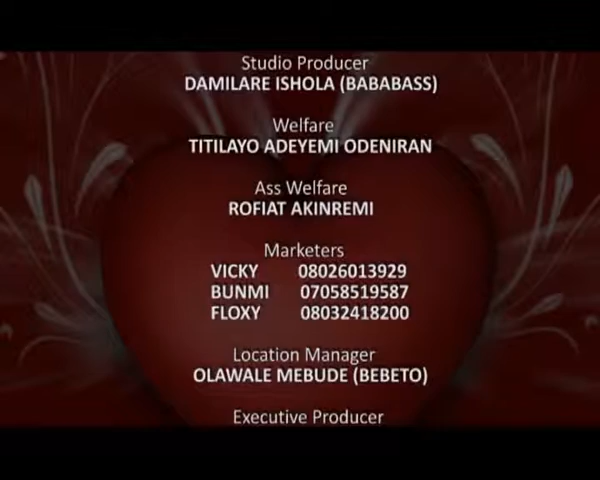 Studio Producer
DAMILARE ISHOLA (BABABASS)
Welfare
TITILAYO ADEYEMI ODENIRAN
Ass Welfare
ROFIAT AKINREMI
Marketers
VICKY 08026013929
BUNMI 07058519587
FLOXY 08032418200
Location Manager
OLAWALE MEBUDE (BEBETO)
Executive Producer